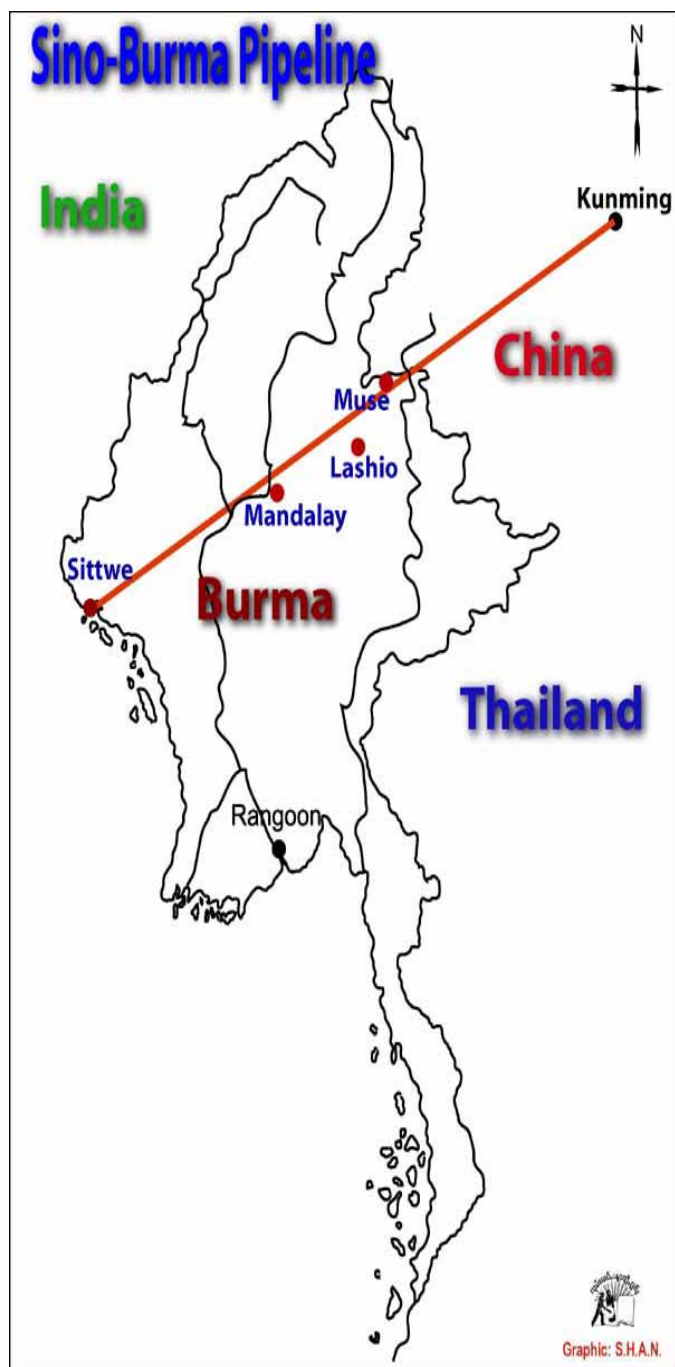 Sino-Burma Pipeline
N
India
Kunming
China
Muse
Lashio
Mandalay
Sittwe
Burma
Thailand
Rangoon
Graphic: S.H.A.N.